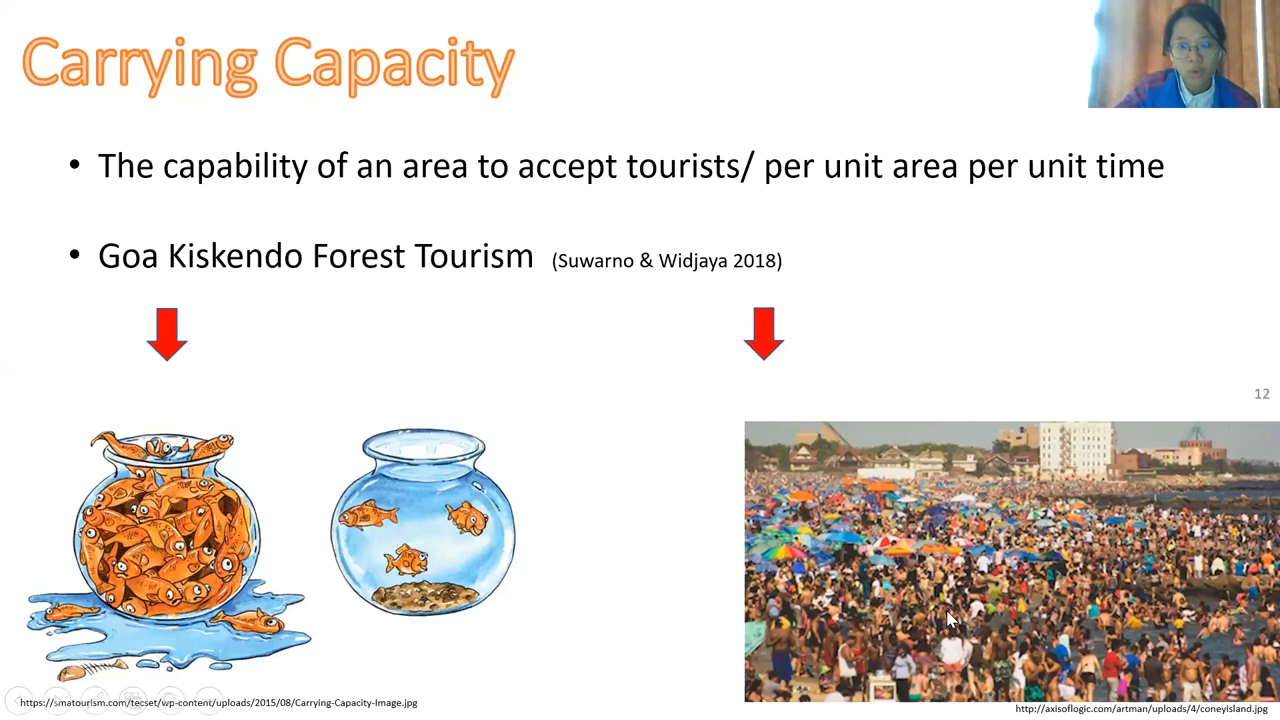 Carrying Capacity
• The capability of an area to accept tourists/ per unit area per unit time
• Goa Kiskendo Forest Tourism (Suwarno & Widjaya 2018)
12
https://smatourism.com/tecset/wp-content/uploads/2015/08/Carrying-Capacity-Image.jpg
http://axisoflogic.com/artman/uploads/4/coneyisland.jpg